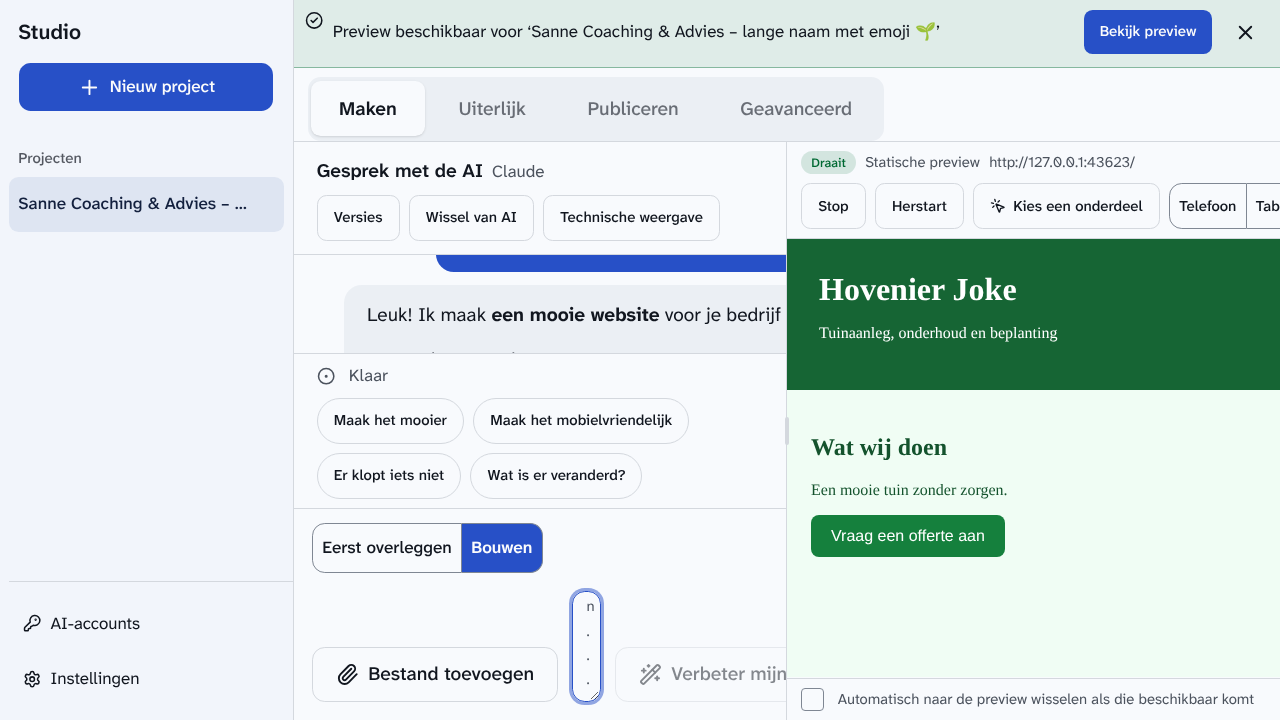 Studio
Nieuw project
Projecten
Sanne Coaching & Advies – ...
AI-accounts
Instellingen
Preview beschikbaar voor ‘Sanne Coaching & Advies – lange naam met emoji 🌱’
Bekijk preview
Maken
Uiterlijk
Publiceren
Geavanceerd
Gesprek met de AI Claude
Versies
Wissel van AI
Technische weergave
Leuk! Ik maak een mooie website voor je bedrijf
Klaar
Maak het mooier
Maak het mobielvriendelijk
Er klopt iets niet
Wat is er veranderd?
Eerst overleggen
Bouwen
Bestand toevoegen
n
.
.
.
Verbeter mijn
Draait
Statische preview http://127.0.0.1:43623/
Stop
Herstart
Kies een onderdeel
Telefoon
Tab
Hovenier Joke
Tuinaanleg, onderhoud en beplanting
Wat wij doen
Een mooie tuin zonder zorgen.
Vraag een offerte aan
Automatisch naar de preview wisselen als die beschikbaar komt